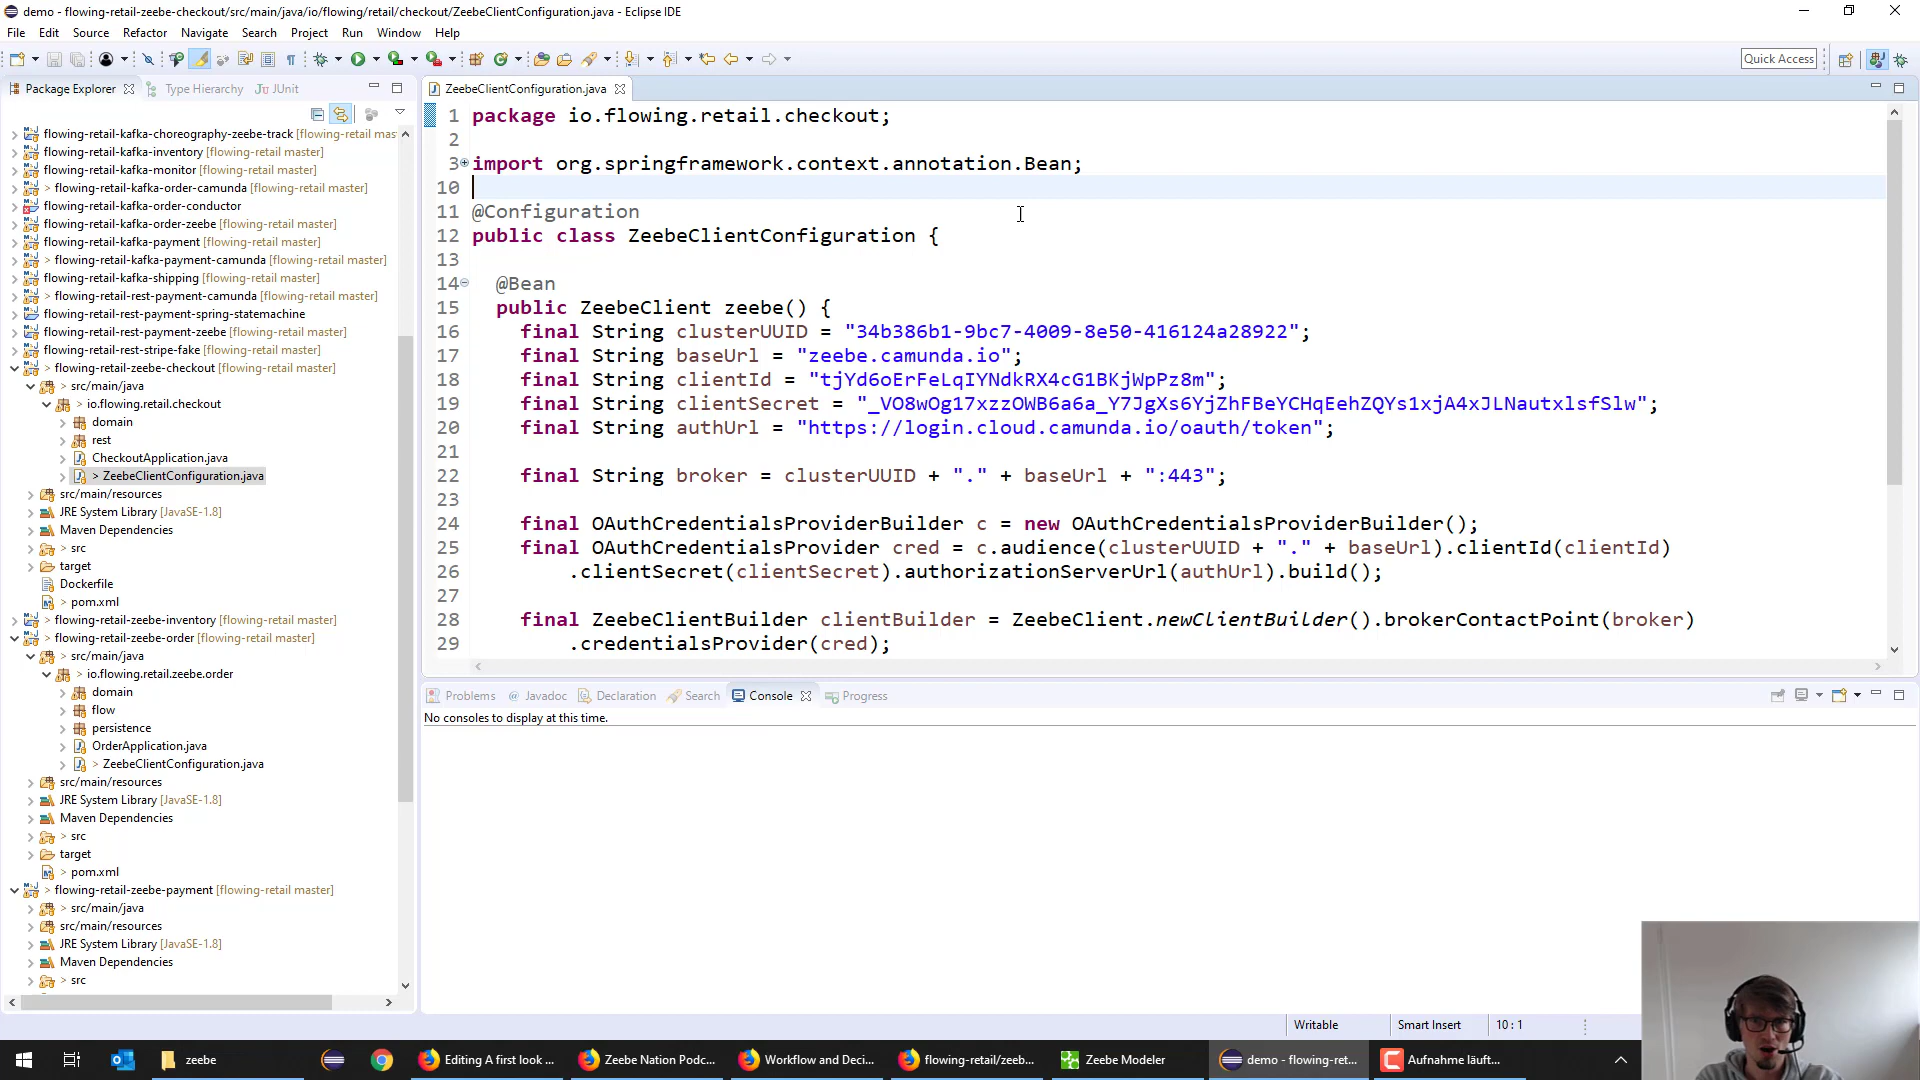 demo - flowing-retail-zeebe-checkout/src/main/java/io/flowing/retail/checkout/ZeebeClientConfiguration.java - Eclipse IDE
File Edit Source Refactor Navigate Search Project Run Window Help
Quick Access
Package Explorer Type Hierarchy JUnit
flowing-retail-kafka-choreography-zeebe-track [flowing-retail mas
flowing-retail-kafka-inventory [flowing-retail master]
flowing-retail-kafka-monitor [flowing-retail master]
> flowing-retail-kafka-order-camunda [flowing-retail master]
flowing-retail-kafka-order-conductor
flowing-retail-kafka-order-zeebe [flowing-retail master]
flowing-retail-kafka-payment [flowing-retail master]
> flowing-retail-kafka-payment-camunda [flowing-retail master]
flowing-retail-kafka-shipping [flowing-retail master]
> flowing-retail-rest-payment-camunda [flowing-retail master]
flowing-retail-rest-payment-spring-statemachine
flowing-retail-rest-payment-zeebe [flowing-retail master]
flowing-retail-rest-stripe-fake [flowing-retail master]
> flowing-retail-zeebe-checkout [flowing-retail master]
> src/main/java
> io.flowing.retail.checkout
domain
rest
CheckoutApplication.java
> ZeebeClientConfiguration.java
src/main/resources
JRE System Library [JavaSE-1.8]
Maven Dependencies
> src
target
Dockerfile
> pom.xml
> flowing-retail-zeebe-inventory [flowing-retail master]
> flowing-retail-zeebe-order [flowing-retail master]
> src/main/java
> io.flowing.retail.zeebe.order
domain
flow
persistence
OrderApplication.java
> ZeebeClientConfiguration.java
src/main/resources
JRE System Library [JavaSE-1.8]
Maven Dependencies
> src
target
> pom.xml
> flowing-retail-zeebe-payment [flowing-retail master]
> src/main/java
src/main/resources
JRE System Library [JavaSE-1.8]
Maven Dependencies
> src
ZeebeClientConfiguration.java
1 package io.flowing.retail.checkout;
2
3 import org.springframework.context.annotation.Bean;
10
11 @Configuration
12 public class ZeebeClientConfiguration {
13
14 @Bean
15 public ZeebeClient zeebe() {
16 final String clusterUUID = "34b386b1-9bc7-4009-8e50-416124a28922";
17 final String baseUrl = "zeebe.camunda.io";
18 final String clientId = "tjYd6oErFeLqIYNdkRX4cG1BKjWpPz8m";
19 final String clientSecret = "_VO8wOg17xzzOWB6a6a_Y7JgXs6YjZhFBeYCHqEehZQYs1xjA4xJLNautxlsfSlw";
20 final String authUrl = "https://login.cloud.camunda.io/oauth/token";
21
22 final String broker = clusterUUID + "." + baseUrl + ":443";
23
24 final OAuthCredentialsProviderBuilder c = new OAuthCredentialsProviderBuilder();
25 final OAuthCredentialsProvider cred = c.audience(clusterUUID + "." + baseUrl).clientId(clientId)
26 .clientSecret(clientSecret).authorizationServerUrl(authUrl).build();
27
28 final ZeebeClientBuilder clientBuilder = ZeebeClient.newClientBuilder().brokerContactPoint(broker)
29 .credentialsProvider(cred);
Problems Javadoc Declaration Search Console Progress
No consoles to display at this time.
Writable Smart Insert 10 : 1
zeebe Editing A first look ... Zeebe Nation Podc... Workflow and Deci... flowing-retail/zeeb... Zeebe Modeler demo - flowing-ret... Aufnahme läuft...